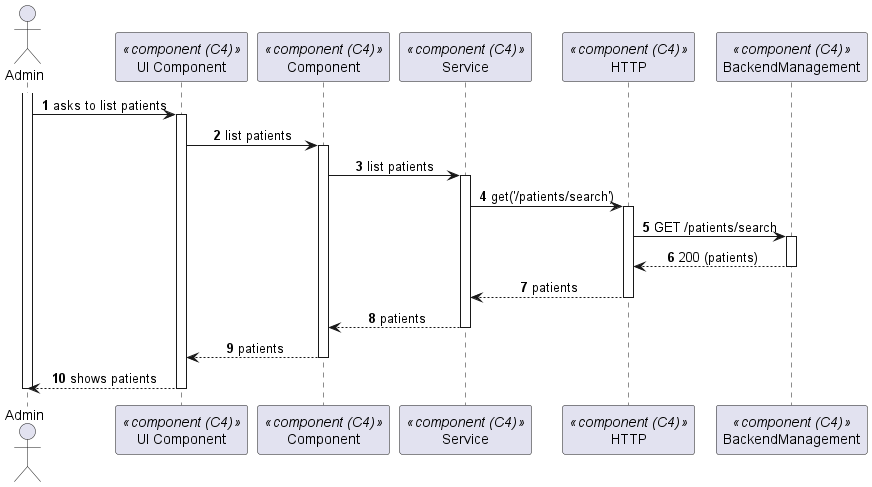 Admin
«component (C4)»
UI Component
«component (C4)»
Component
«component (C4)»
Service
«component (C4)»
HTTP
«component (C4)»
BackendManagement
1 asks to list patients
2 list patients
3 list patients
4 get('/patients/search')
5 GET /patients/search
6 200 (patients)
7 patients
8 patients
9 patients
10 shows patients
Admin
«component (C4)»
UI Component
«component (C4)»
Component
«component (C4)»
Service
«component (C4)»
HTTP
«component (C4)»
BackendManagement